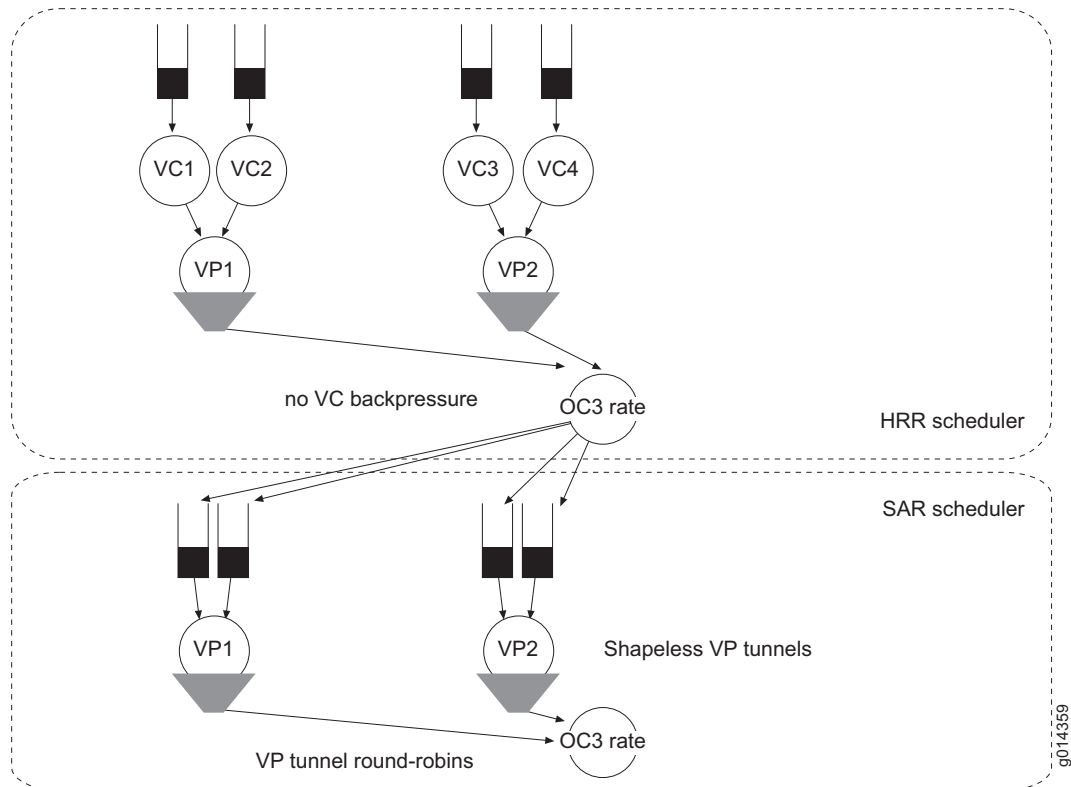 VC1
VC2
VC3
VC4
VP1
VP2
no VC backpressure
OC3 rate
HRR scheduler
SAR scheduler
VP1
VP2
Shapeless VP tunnels
OC3 rate
VP tunnel round-robins
g014359